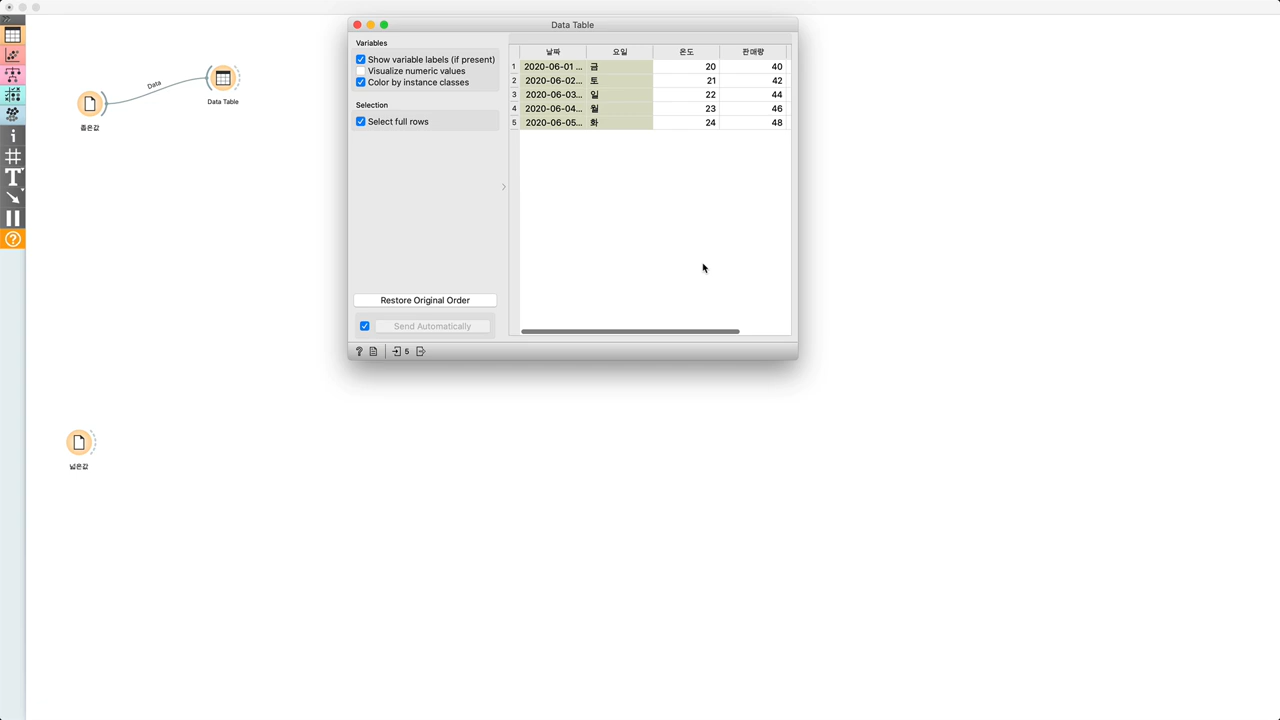 Data Table
Variables
Show variable labels (if present)
Visualize numeric values
Color by instance classes
Selection
Select full rows
Restore Original Order
Send Automatically
5
날짜 요일 온도 판매량
1 2020-06-01 ... 금 20 40
2 2020-06-02... 토 21 42
3 2020-06-03... 일 22 44
4 2020-06-04... 월 23 46
5 2020-06-05... 화 24 48
Data
좁은값
Data Table
넓은값